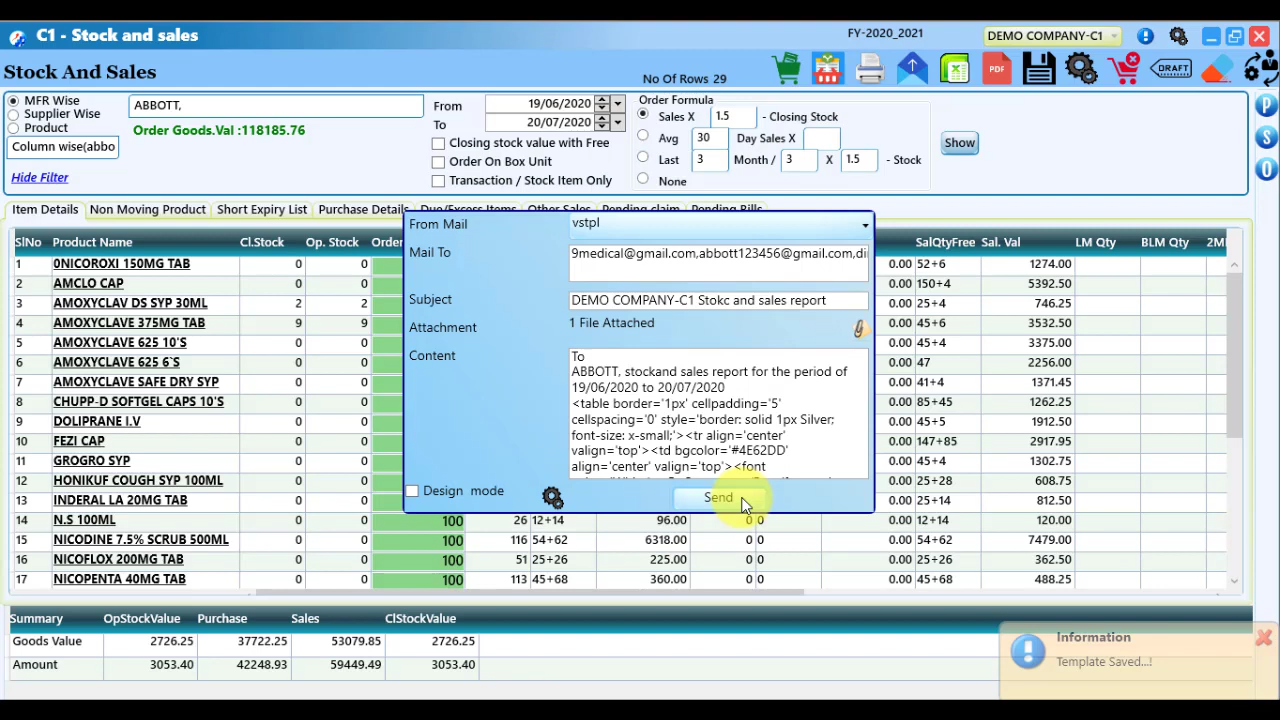 C1 - Stock and sales
FY-2020_2021
DEMO COMPANY-C1
Stock And Sales
No Of Rows 29
PDF
DRAFT
MFR Wise
Supplier Wise
Product
Column wise(abbo
Hide Filter
ABBOTT,
Order Goods.Val :118185.76
From 19/06/2020
To 20/07/2020
Closing stock value with Free
Order On Box Unit
Transaction / Stock Item Only
Order Formula
Sales X 1.5 - Closing Stock
Avg 30 Day Sales X
Last 3 Month / 3 X 1.5 - Stock
None
Show
P
S
O
Item Details Non Moving Product Short Expiry List Purchase Details Due/Excess Items Other Sales Pending claim Pending Bills
SlNo Product Name Cl.Stock Op. Stock Order SalQtyFree Sal. Val LM Qty BLM Qty 2M
1 0NICOROXI 150MG TAB 0 0 0.00 52+6 1274.00
2 AMCLO CAP 0 0 0.00 150+4 5392.50
3 AMOXYCLAV DS SYP 30ML 2 2 0.00 25+4 746.25
4 AMOXYCLAVE 375MG TAB 9 9 0.00 45+6 3532.50
5 AMOXYCLAVE 625 10'S 0 0 0.00 45+4 3375.00
6 AMOXYCLAVE 625 6`S 0 0 0.00 47 2256.00
7 AMOXYCLAVE SAFE DRY SYP 0 0 0.00 41+4 1371.45
8 CHUPP-D SOFTGEL CAPS 10'S 0 0 0.00 85+45 1262.25
9 DOLIPRANE I.V 0 0 0.00 45+5 1912.50
10 FEZI CAP 0 0 0.00 147+85 2917.95
11 GROGRO SYP 0 0 0.00 45+4 1302.75
12 HONIKUF COUGH SYP 100ML 0 0 0.00 25+28 608.75
13 INDERAL LA 20MG TAB 0 0 0.00 25+14 812.50
14 N.S 100ML 0 0 100 26 12+14 96.00 0 0 0.00 12+14 120.00
15 NICODINE 7.5% SCRUB 500ML 0 0 100 116 54+62 6318.00 0 0 0.00 54+62 7479.00
16 NICOFLOX 200MG TAB 0 0 100 51 25+26 225.00 0 0 0.00 25+26 362.50
17 NICOPENTA 40MG TAB 0 0 100 113 45+68 360.00 0 0 0.00 45+68 488.25
From Mail vstpl
Mail To 9medical@gmail.com,abbott123456@gmail.com,di
Subject DEMO COMPANY-C1 Stokc and sales report
Attachment 1 File Attached
Content To
ABBOTT, stockand sales report for the period of
19/06/2020 to 20/07/2020
<table border='1px' cellpadding='5'
cellspacing='0' style='border: solid 1px Silver;
font-size: x-small;'><tr align='center'
valign='top'><td bgcolor='#4E62DD'
align='center' valign='top'><font
Design mode
Send
Summary OpStockValue Purchase Sales ClStockValue
Goods Value 2726.25 37722.25 53079.85 2726.25
Amount 3053.40 42248.93 59449.49 3053.40
Information
Template Saved...!